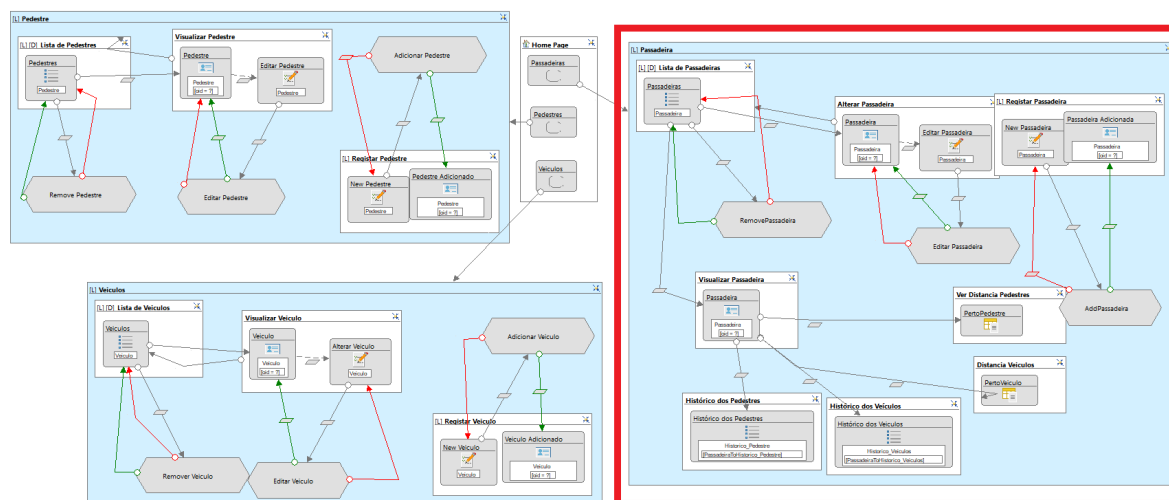 [L] Pedestre
[L] [D] Lista de Pedestres
Pedestres
Pedestre
Visualizar Pedestre
Pedestre
Pedestre
[oid = ?]
Editar Pedestre
Pedestre
Adicionar Pedestre
Remove Pedestre
Editar Pedestre
[L] Registar Pedestre
New Pedestre
Pedestre
Pedestre Adicionado
Pedestre
[oid = ?]
Home Page
Passadeiras
Pedestres
Veiculos
[L] Passadeira
[L] [D] Lista de Passadeiras
Passadeiras
Passadeira
Alterar Passadeira
Passadeira
Passadeira
[oid = ?]
Editar Passadeira
Passadeira
[L] Registar Passadeira
New Passadeira
Passadeira
Passadeira Adicionada
Passadeira
[oid = ?]
RemovePassadeira
Editar Passadeira
AddPassadeira
Visualizar Passadeira
Passadeira
Passadeira
[oid = ?]
Ver Distancia Pedestres
PertoPedestre
Distancia Veiculos
PertoVeiculo
Histórico dos Pedestres
Histórico dos Pedestres
Historico_Pedestre
[PassadeiraToHistorico_Pedestre]
Histórico dos Veículos
Histórico dos Veiculos
Historico_Veiculos
[PassadeiraToHistorico_Veiculos]
[L] Veiculos
[L] [D] Lista de Veiculos
Veiculos
Veiculo
Visualizar Veiculo
Veiculo
Veiculo
[oid = ?]
Alterar Veiculo
Veiculo
Adicionar Veiculo
Remover Veiculo
Editar Veiculo
[L] Registar Veiculo
New Veiculo
Veiculo
Veiculo Adicionado
Veiculo
[oid = ?]